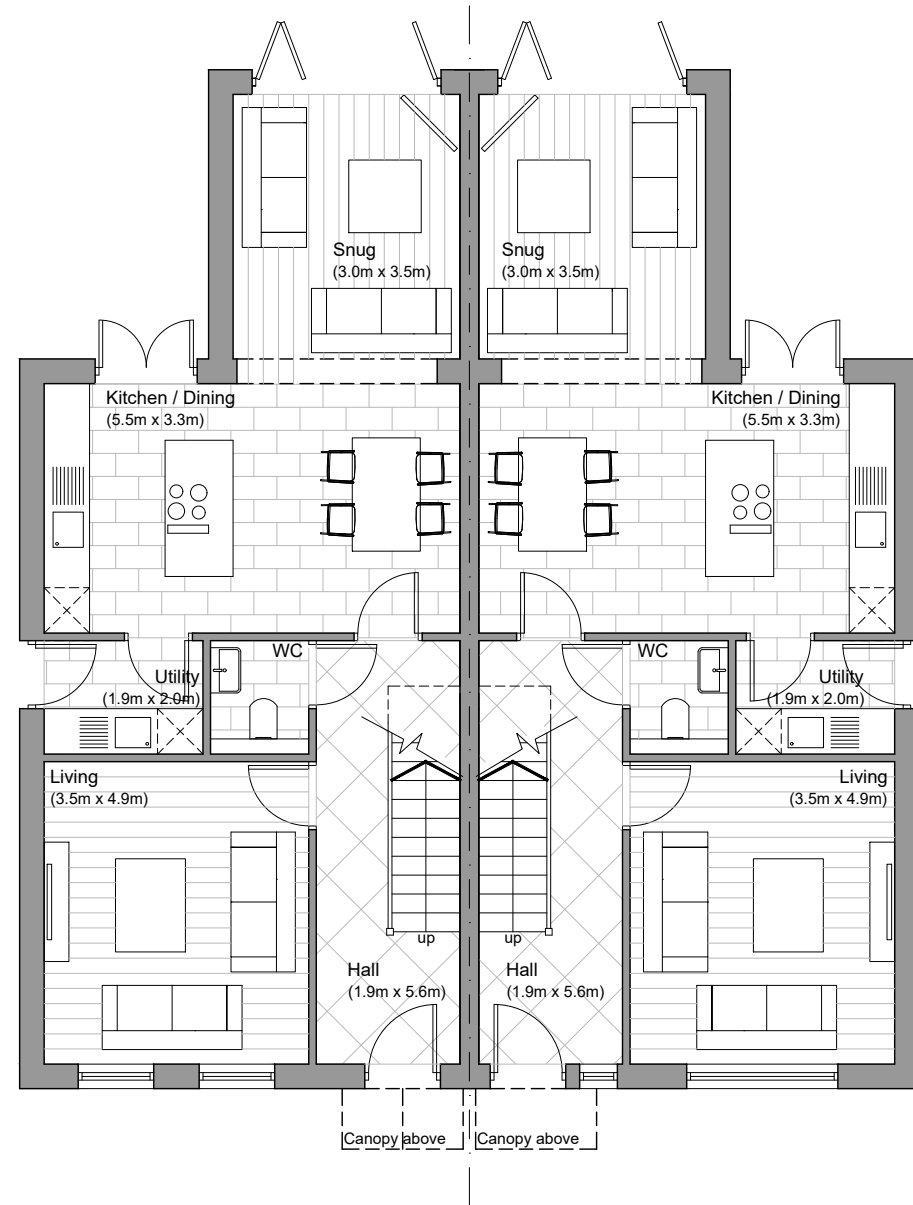 Snug
(3.0m x 3.5m)
Snug
(3.0m x 3.5m)
Kitchen / Dining
(5.5m x 3.3m)
Kitchen / Dining
(5.5m x 3.3m)
WC
WC
Utility
(1.9m x 2.0m)
Utility
(1.9m x 2.0m)
Living
(3.5m x 4.9m)
Living
(3.5m x 4.9m)
up
up
Hall
(1.9m x 5.6m)
Hall
(1.9m x 5.6m)
Canopy above
Canopy above